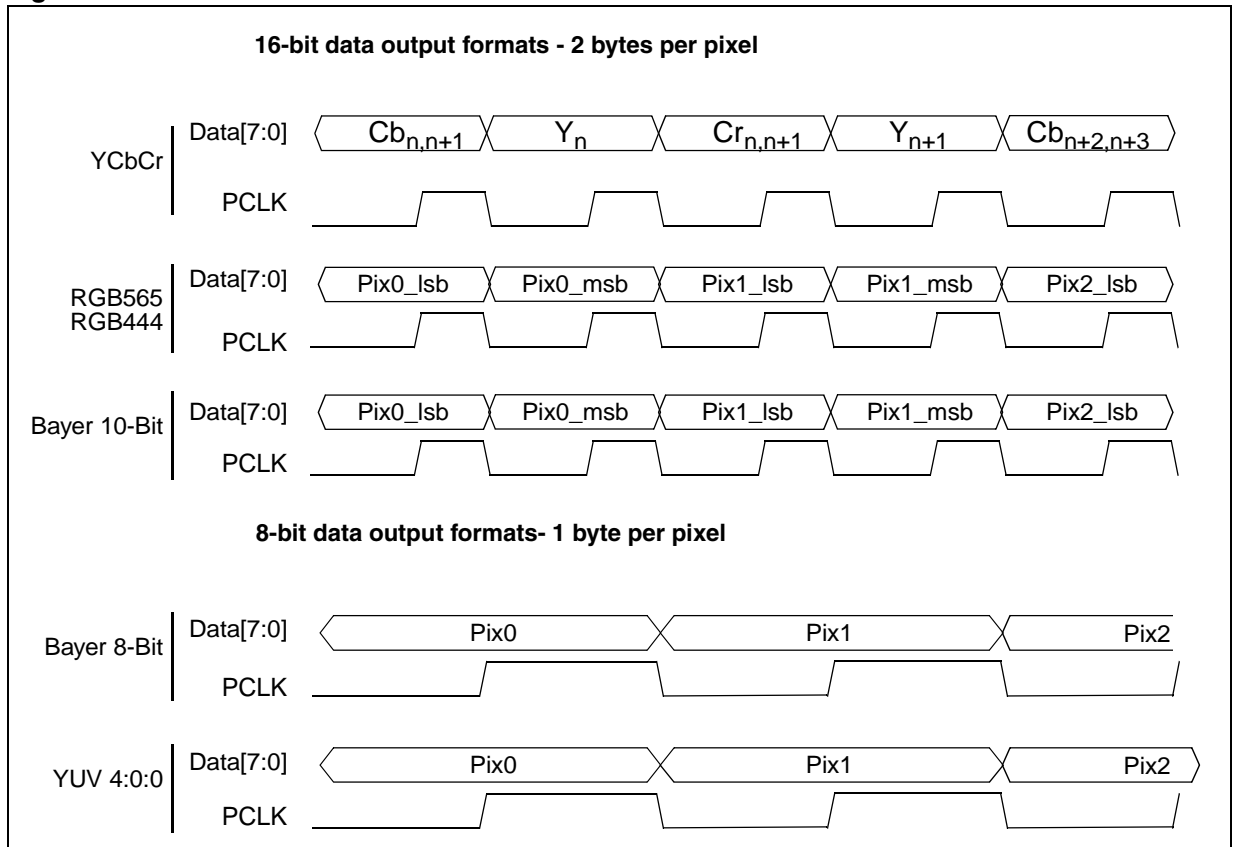 16-bit data output formats - 2 bytes per pixel
YCbCr
Data[7:0] Cbn,n+1 Yn Crn,n+1 Yn+1 Cbn+2,n+3
PCLK
RGB565
RGB444
Data[7:0] Pix0_lsb Pix0_msb Pix1_lsb Pix1_msb Pix2_lsb
PCLK
Bayer 10-Bit
Data[7:0] Pix0_lsb Pix0_msb Pix1_lsb Pix1_msb Pix2_lsb
PCLK
8-bit data output formats- 1 byte per pixel
Bayer 8-Bit
Data[7:0] Pix0 Pix1 Pix2
PCLK
YUV 4:0:0
Data[7:0] Pix0 Pix1 Pix2
PCLK